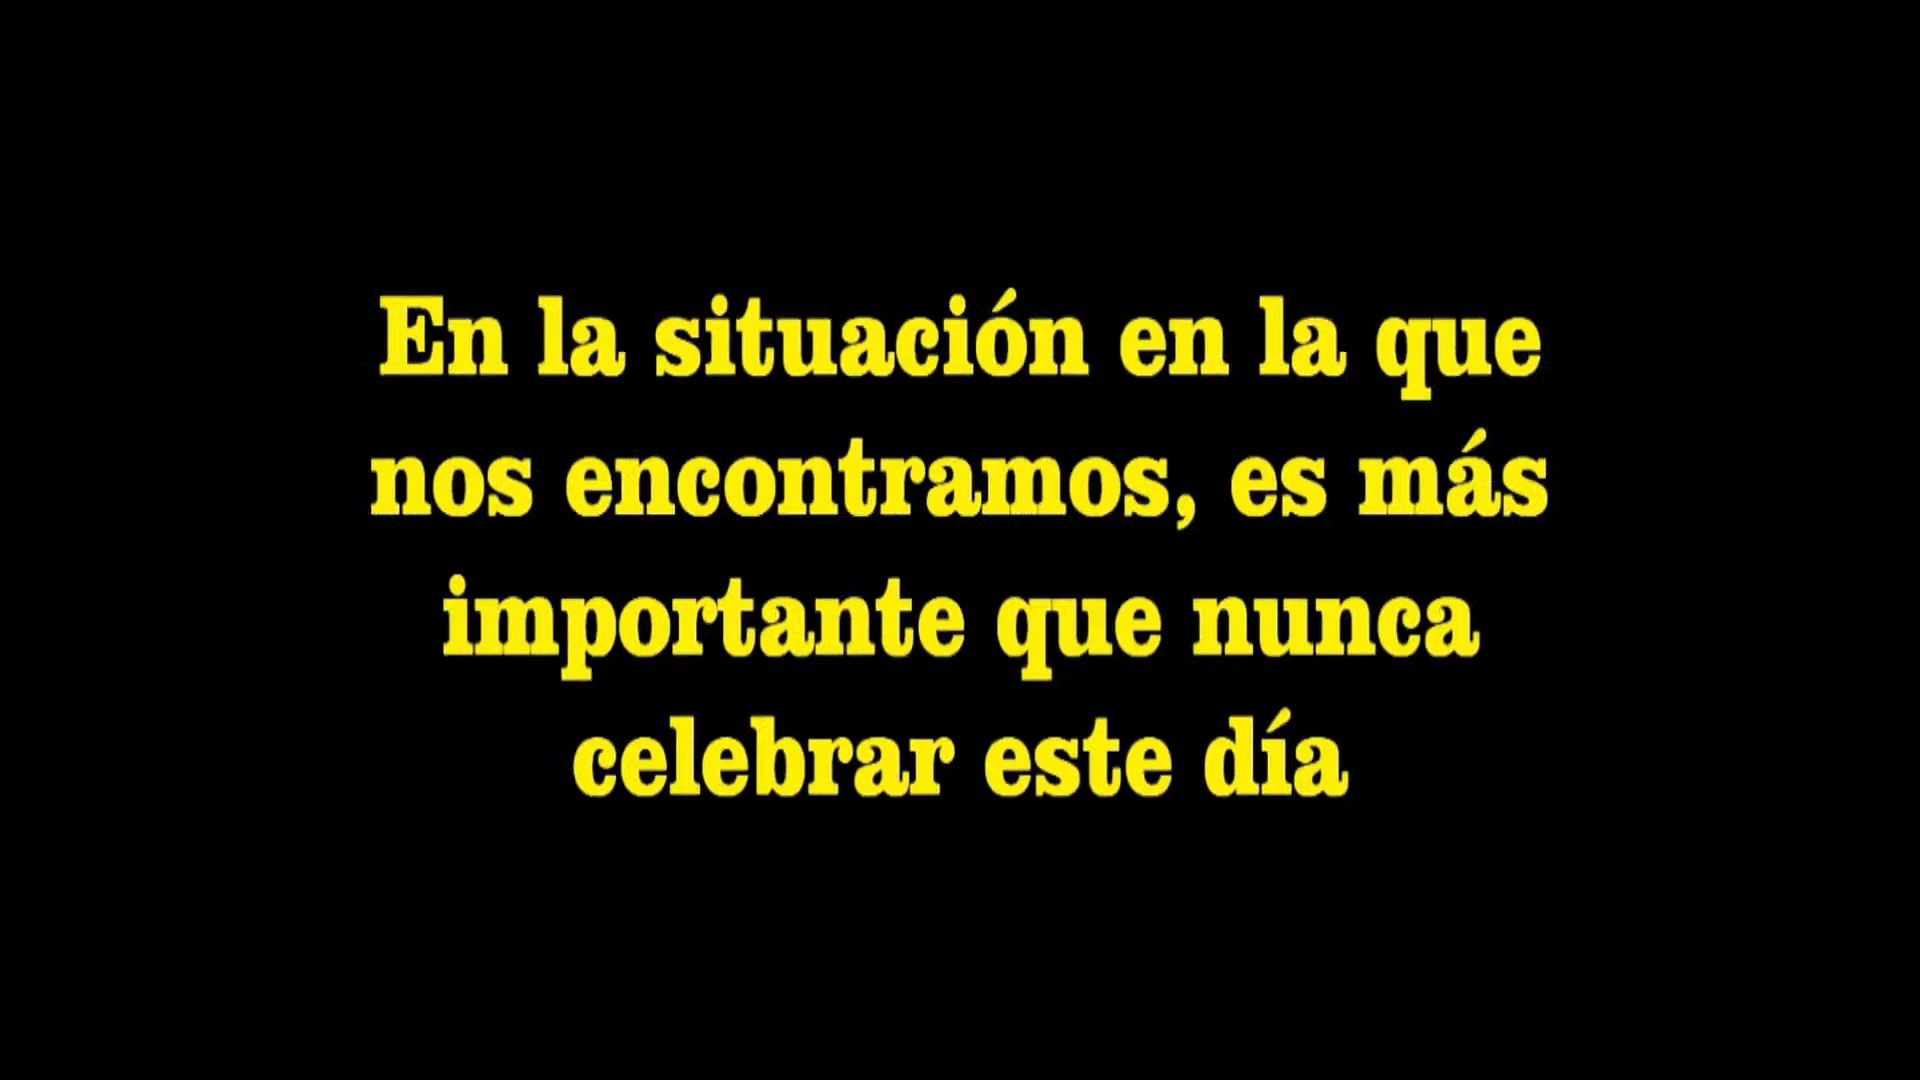 En la situación en la que
nos encontramos, es más
importante que nunca
celebrar este día